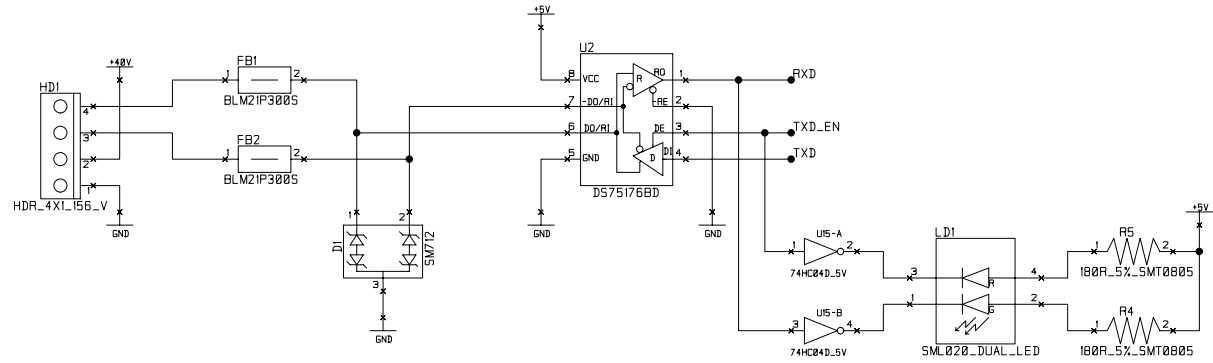 +5V
U2
+40V
FB1
1 2
BLM21P300S
HD1
4
3
2
1
HDR_4X1_156_V
GND
FB2
1 2
BLM21P300S
8 VCC
7 -DO/RI
6 DO/RI
5 GND
R RO 1
-RE 2
DE 3
D DI 4
DS75176BD
RXD
TXD_EN
TXD
GND
GND
1 2
D1
SM712
3
GND
U15-A
1 2
74HC04D_5V
U15-B
3 4
74HC04D_5V
LD1
3 R 4
1 G 2
SML020_DUAL_LED
+5V
R5
1 2
180R_5%_SMT0805
R4
1 2
180R_5%_SMT0805